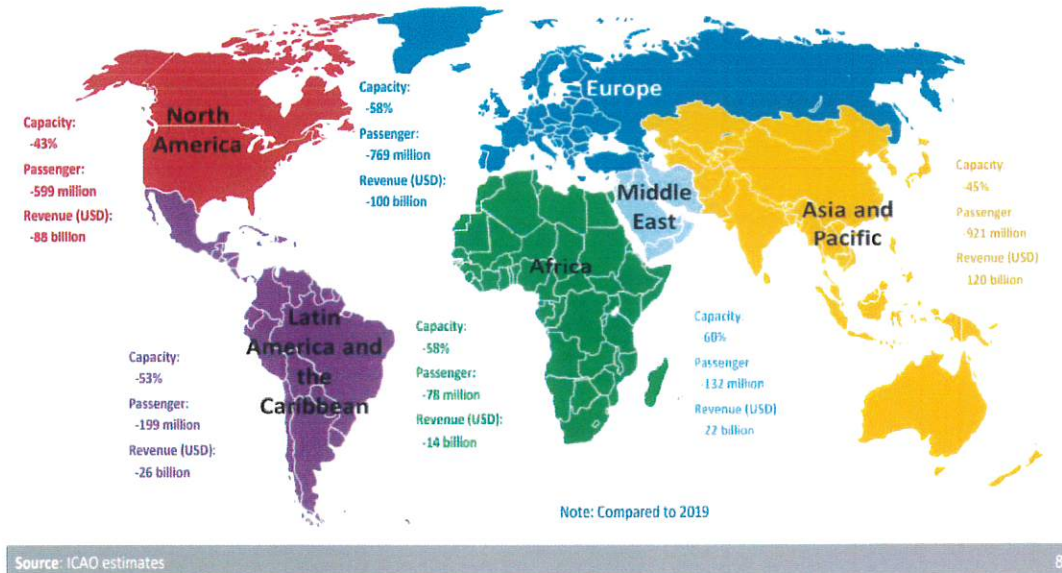 North
America
Capacity:
-43%
Passenger:
-599 million
Revenue (USD):
-88 billion
Capacity:
-58%
Passenger:
-769 million
Revenue (USD):
-100 billion
Europe
Middle
East
Asia and
Pacific
Capacity:
-45%
Passenger
-921 million
Revenue (USD)
120 billion
Africa
Latin
America and
the
Caribbean
Capacity:
-53%
Passenger:
-199 million
Revenue (USD):
-26 billion
Capacity:
-58%
Passenger:
-78 million
Revenue (USD):
-14 billion
Capacity
60%
Passenger
-132 million
Revenue (USD)
22 billion
Note: Compared to 2019
Source: ICAO estimates
8